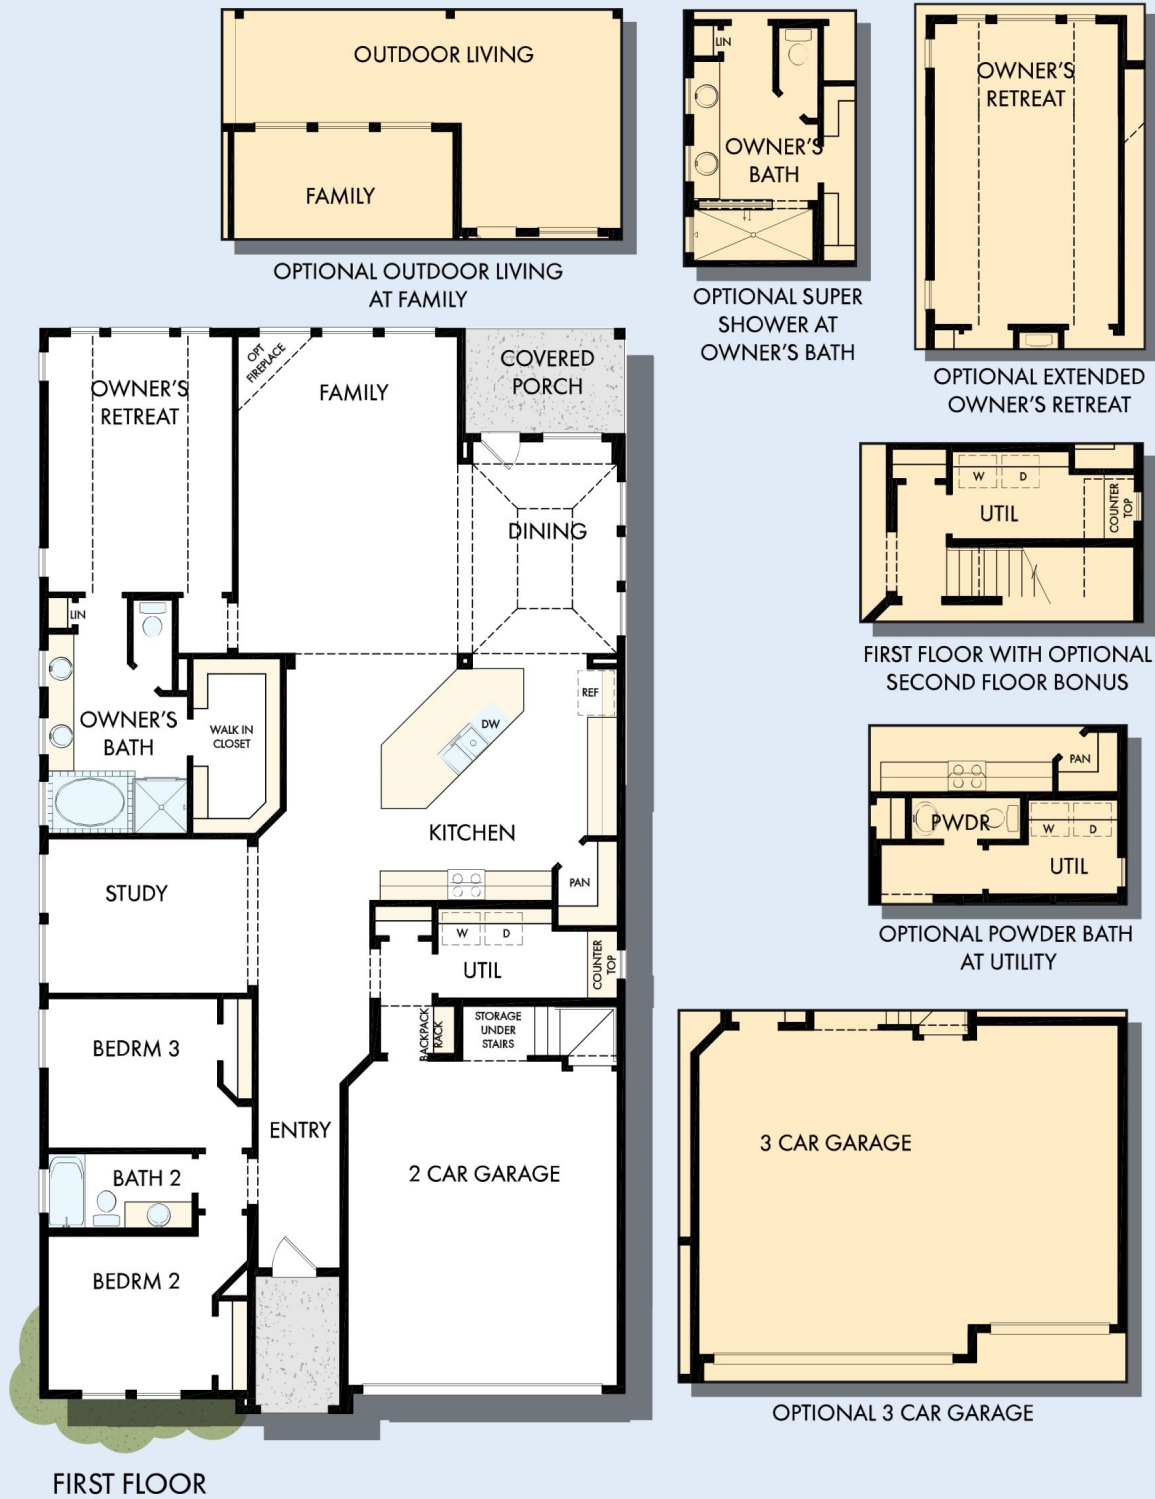 OUTDOOR LIVING
FAMILY
OPTIONAL OUTDOOR LIVING
AT FAMILY
LIN
OWNER'S
BATH
OPTIONAL SUPER
SHOWER AT
OWNER'S BATH
OWNER'S
RETREAT
OPTIONAL EXTENDED
OWNER'S RETREAT
W D
UTIL
COUNTER
TOP
FIRST FLOOR WITH OPTIONAL
SECOND FLOOR BONUS
PAN
PWDR
W D
UTIL
OPTIONAL POWDER BATH
AT UTILITY
3 CAR GARAGE
OPTIONAL 3 CAR GARAGE
OWNER'S
RETREAT
OPT
FIREPLACE
FAMILY
COVERED
PORCH
DINING
LIN
OWNER'S
BATH
WALK IN
CLOSET
REF
DW
KITCHEN
STUDY
PAN
W D
UTIL
COUNTER
TOP
BEDRM 3
BACKPACK
RACK
STORAGE
UNDER
STAIRS
ENTRY
BATH 2
2 CAR GARAGE
BEDRM 2
FIRST FLOOR